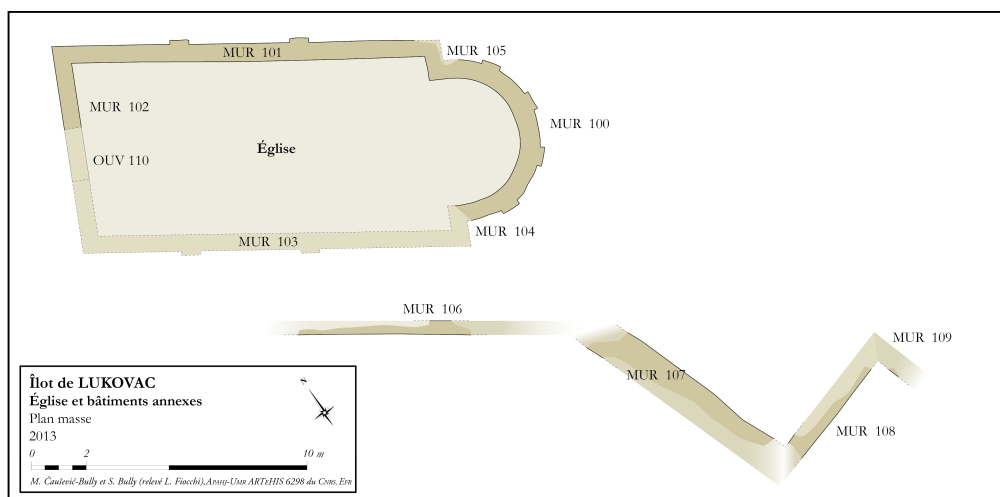 MUR 101
MUR 105
MUR 102
MUR 100
Église
OUV 110
MUR 104
MUR 103
MUR 106
MUR 109
MUR 107
MUR 108
Îlot de LUKOVAC
Église et bâtiments annexes
Plan masse
2013
N
0 2 10 m
M. Čaušević-Bully et S. Bully (relevé L. Fiocchi), APAHJ-UMR ARTEHIS 6298 du CNRS, EFR